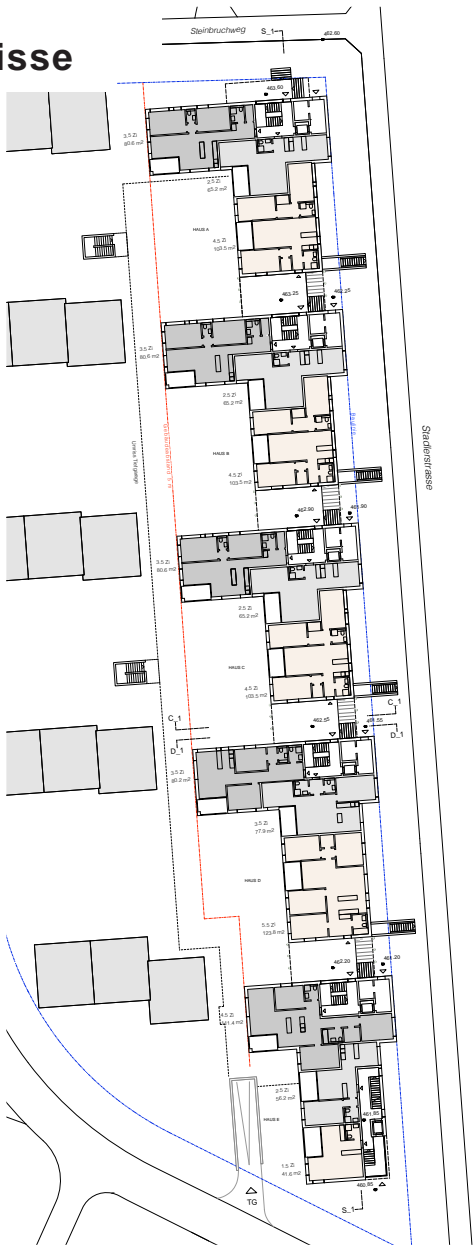 isse
Steinbruchweg
S_1
462.60
463.60
3.5 Zi
80.6 m2
2.5 Zi
65.2 m2
HAUS A
4.5 Zi
103.5 m2
463.25
462.25
3.5 Zi
80.6 m2
2.5 Zi
65.2 m2
Baulinie
Umriss Tiefgarage
HAUS B
4.5 Zi
103.5 m2
Stadlerstrasse
462.90
461.90
3.5 Zi
80.6 m2
2.5 Zi
65.2 m2
HAUS C
4.5 Zi
103.5 m2
C_1
C_1
462.55
461.55
D_1
D_1
3.5 Zi
80.2 m2
3.5 Zi
77.9 m2
HAUS D
5.5 Zi
123.8 m2
462.20
461.20
4.5 Zi
2.5 Zi
56.2 m2
461.85
HAUS E
1.5 Zi
41.6 m2
460.85
TG
S_1